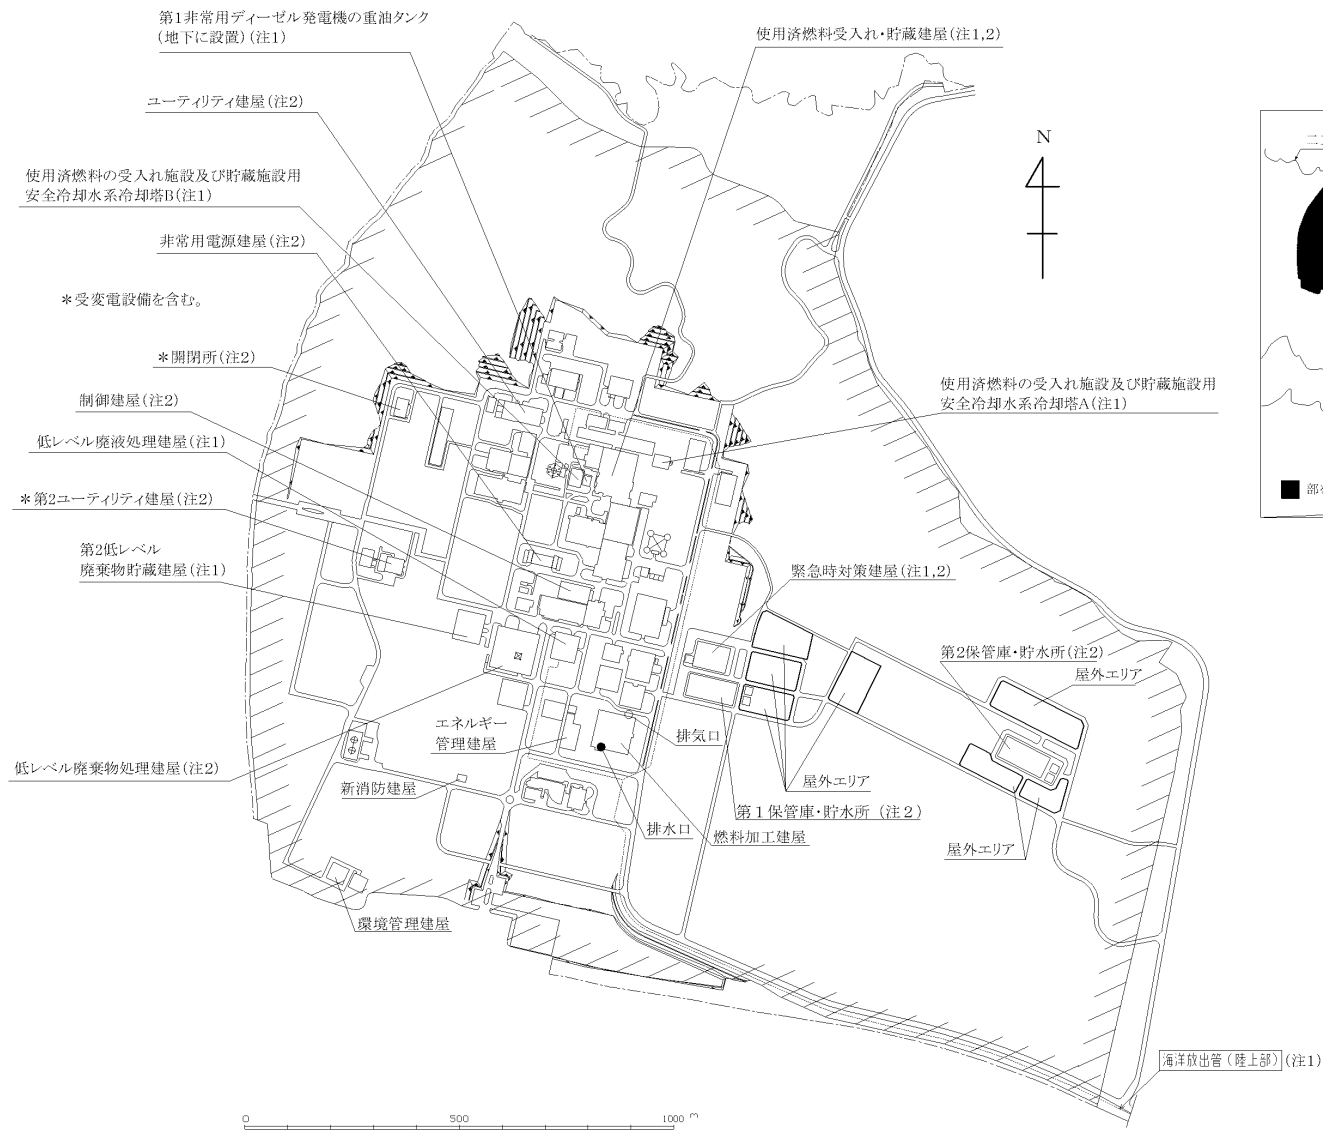 第1非常用ディーゼル発電機の重油タンク
(地下に設置)(注1)
使用済燃料受入れ・貯蔵建屋(注1,2)
ユーティリティ建屋(注2)
N
使用済燃料の受入れ施設及び貯蔵施設用
安全冷却水系冷却塔B(注1)
非常用電源建屋(注2)
＊受変電設備を含む。
＊開閉所(注2)
使用済燃料の受入れ施設及び貯蔵施設用
安全冷却水系冷却塔A(注1)
制御建屋(注2)
低レベル廃液処理建屋(注1)
＊第2ユーティリティ建屋(注2)
第2低レベル
廃棄物貯蔵建屋(注1)
緊急時対策建屋(注1,2)
第2保管庫・貯水所(注2)
屋外エリア
エネルギー
管理建屋
排気口
低レベル廃棄物処理建屋(注2)
新消防建屋
屋外エリア
第1保管庫・貯水所 (注2)
排水口
燃料加工建屋
屋外エリア
環境管理建屋
海洋放出管(陸上部)(注1)
0 500 1000 m